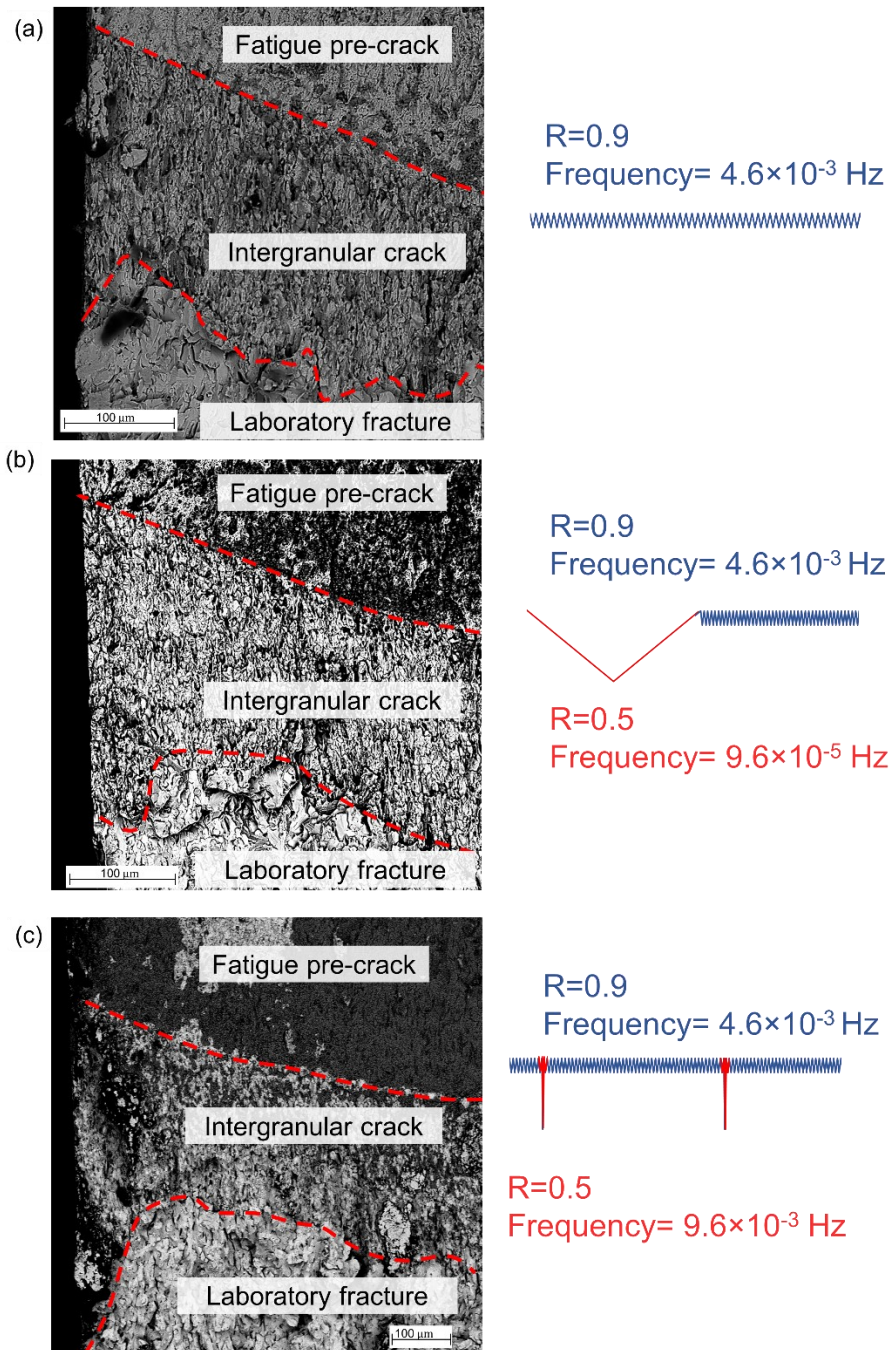 (a)
Fatigue pre-crack
Intergranular crack
Laboratory fracture
100 μm
R=0.9
Frequency= 4.6×10⁻³ Hz
(b)
Fatigue pre-crack
Intergranular crack
Laboratory fracture
100 μm
R=0.9
Frequency= 4.6×10⁻³ Hz
R=0.5
Frequency= 9.6×10⁻⁵ Hz
(c)
Fatigue pre-crack
Intergranular crack
Laboratory fracture
100 μm
R=0.9
Frequency= 4.6×10⁻³ Hz
R=0.5
Frequency= 9.6×10⁻³ Hz